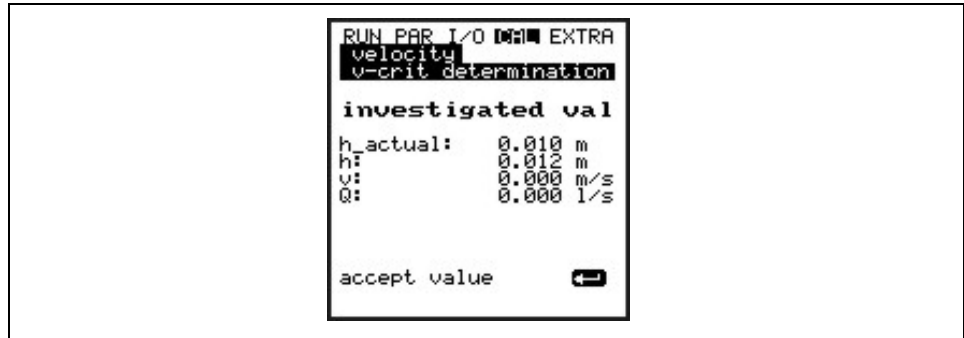 RUN PAR I/O CAL EXTRA
velocity
v-crit determination
investigated val
h_actual: 0.010 m
h: 0.012 m
v: 0.000 m/s
Q: 0.000 l/s
accept value